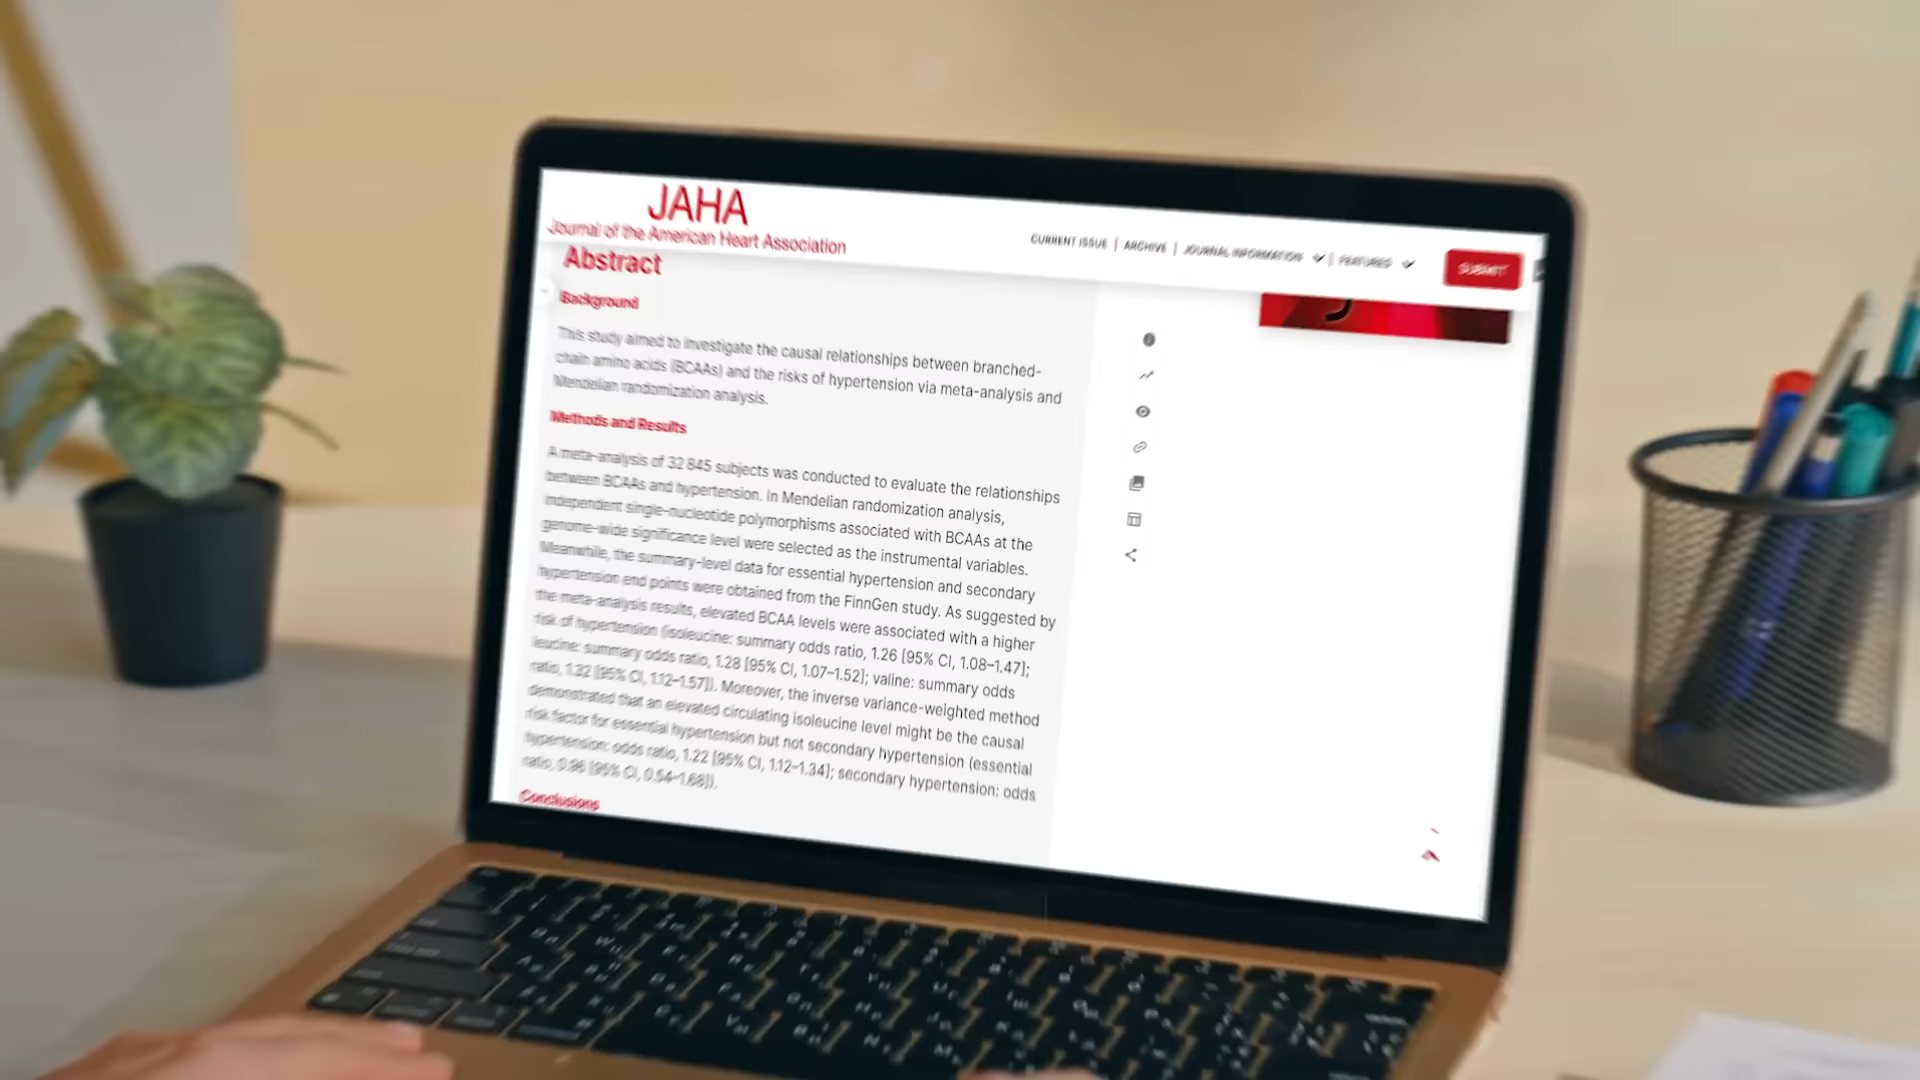 JAHA
Journal of the American Heart Association
CURRENT ISSUE | ARCHIVE | JOURNAL INFORMATION | FEATURES
SUBMIT
Abstract
Background
This study aimed to investigate the causal relationships between branched-
chain amino acids (BCAAs) and the risks of hypertension via meta-analysis and
Mendelian randomization analysis.
Methods and Results
A meta-analysis of 32 845 subjects was conducted to evaluate the relationships
between BCAAs and hypertension. In Mendelian randomization analysis,
independent single-nucleotide polymorphisms associated with BCAAs at the
genome-wide significance level were selected as the instrumental variables.
Meanwhile, the summary-level data for essential hypertension and secondary
hypertension end points were obtained from the FinnGen study. As suggested by
the meta-analysis results, elevated BCAA levels were associated with a higher
risk of hypertension (isoleucine: summary odds ratio, 1.26 [95% CI, 1.08–1.47];
leucine: summary odds ratio, 1.28 [95% CI, 1.07–1.52]; valine: summary odds
ratio, 1.32 [95% CI, 1.12–1.57]). Moreover, the inverse variance-weighted method
demonstrated that an elevated circulating isoleucine level might be the causal
risk factor for essential hypertension but not secondary hypertension (essential
hypertension: odds ratio, 1.22 [95% CI, 1.12–1.34]; secondary hypertension: odds
ratio, 0.96 [95% CI, 0.54–1.68]).
Conclusions